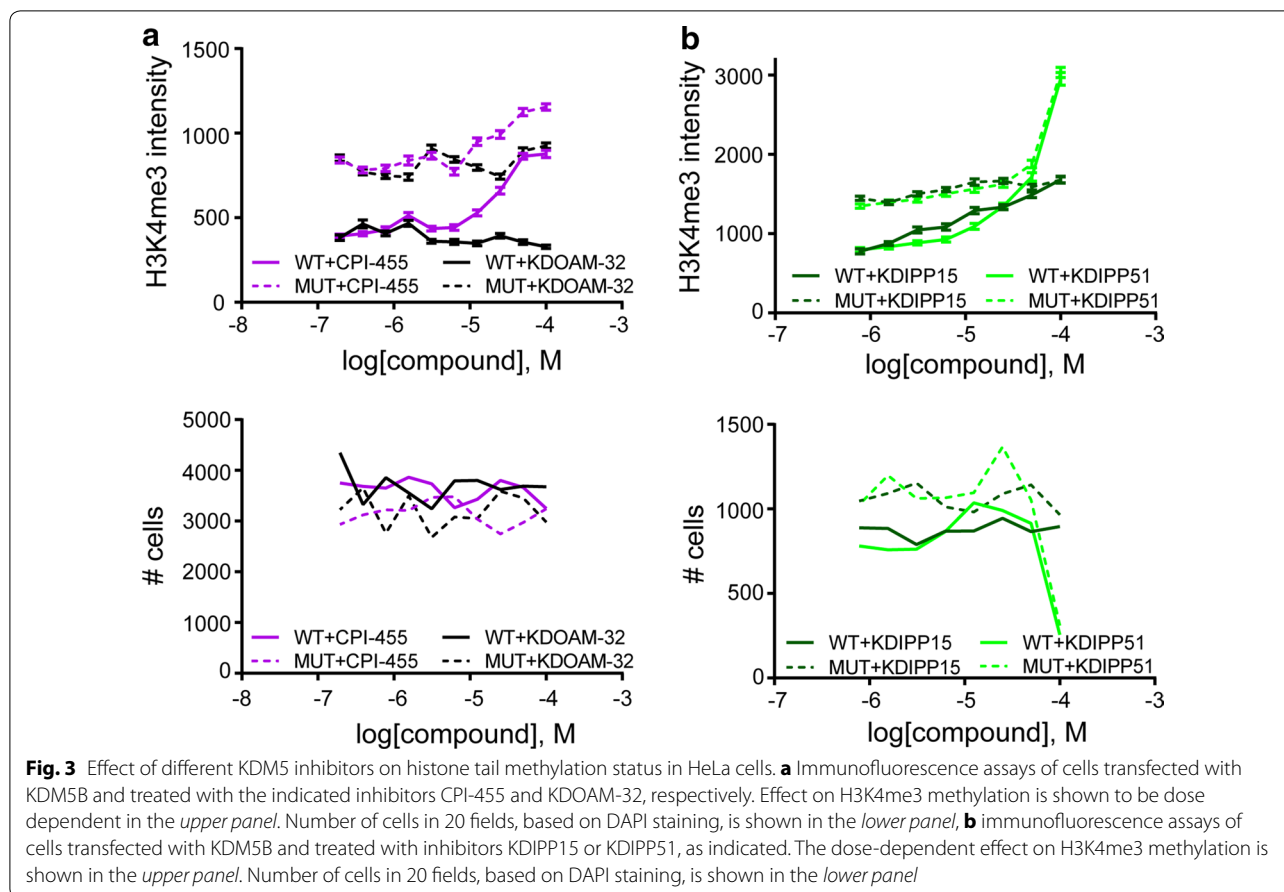 a
1500
1000
500
0
H3K4me3 intensity
WT+CPI-455
WT+KDOAM-32
MUT+CPI-455
MUT+KDOAM-32
-8
-7
-6
-5
-4
-3
log[compound], M
b
3000
2000
1000
0
H3K4me3 intensity
WT+KDIPP15
WT+KDIPP51
MUT+KDIPP15
MUT+KDIPP51
-7
-6
-5
-4
-3
log[compound], M
5000
4000
3000
2000
1000
0
# cells
WT+CPI-455
WT+KDOAM-32
MUT+CPI-455
MUT+KDOAM-32
-8
-7
-6
-5
-4
-3
log[compound], M
1500
1000
500
0
# cells
WT+KDIPP15
WT+KDIPP51
MUT+KDIPP15
MUT+KDIPP51
-7
-6
-5
-4
-3
log[compound], M
Fig. 3 Effect of different KDM5 inhibitors on histone tail methylation status in HeLa cells. a Immunofluorescence assays of cells transfected with
KDM5B and treated with the indicated inhibitors CPI-455 and KDOAM-32, respectively. Effect on H3K4me3 methylation is shown to be dose
dependent in the upper panel. Number of cells in 20 fields, based on DAPI staining, is shown in the lower panel, b immunofluorescence assays of
cells transfected with KDM5B and treated with inhibitors KDIPP15 or KDIPP51, as indicated. The dose-dependent effect on H3K4me3 methylation is
shown in the upper panel. Number of cells in 20 fields, based on DAPI staining, is shown in the lower panel